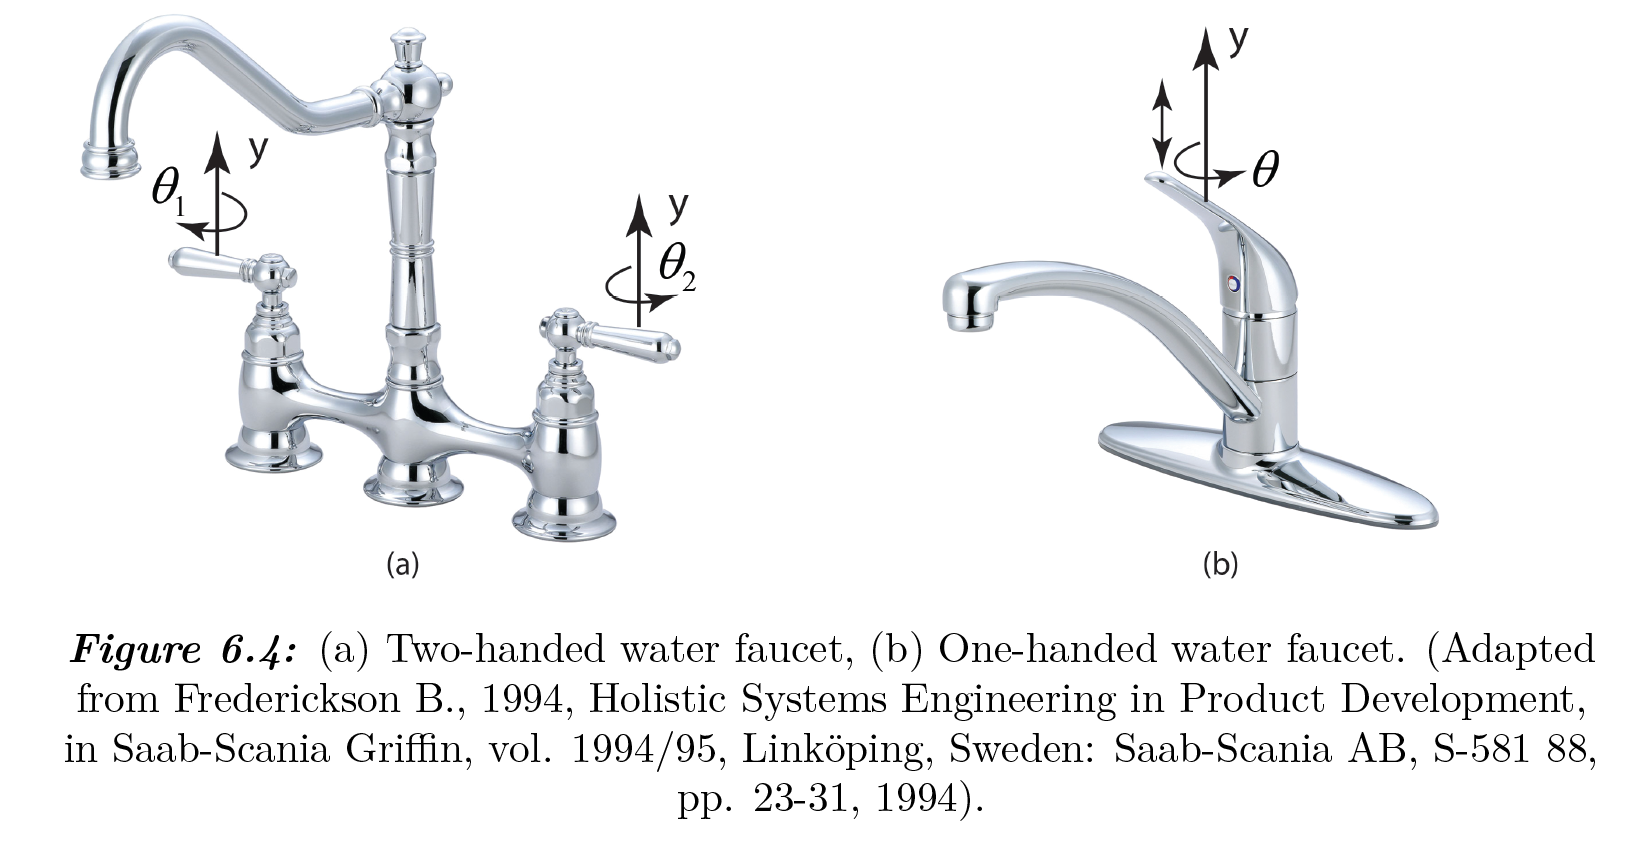 y
θ1
y
θ2
y
θ
(a)
(b)
Figure 6.4: (a) Two-handed water faucet, (b) One-handed water faucet. (Adapted
from Frederickson B., 1994, Holistic Systems Engineering in Product Development,
in Saab-Scania Griffin, vol. 1994/95, Linköping, Sweden: Saab-Scania AB, S-581 88,
pp. 23-31, 1994).